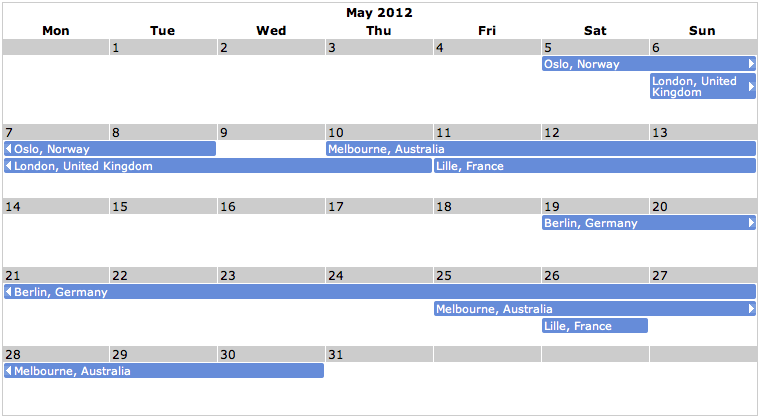 May 2012
Mon Tue Wed Thu Fri Sat Sun
1 2 3 4 5 6
Oslo, Norway
London, United
Kingdom
7 8 9 10 11 12 13
Oslo, Norway Melbourne, Australia
London, United Kingdom Lille, France
14 15 16 17 18 19 20
Berlin, Germany
21 22 23 24 25 26 27
Berlin, Germany
Melbourne, Australia
Lille, France
28 29 30 31
Melbourne, Australia